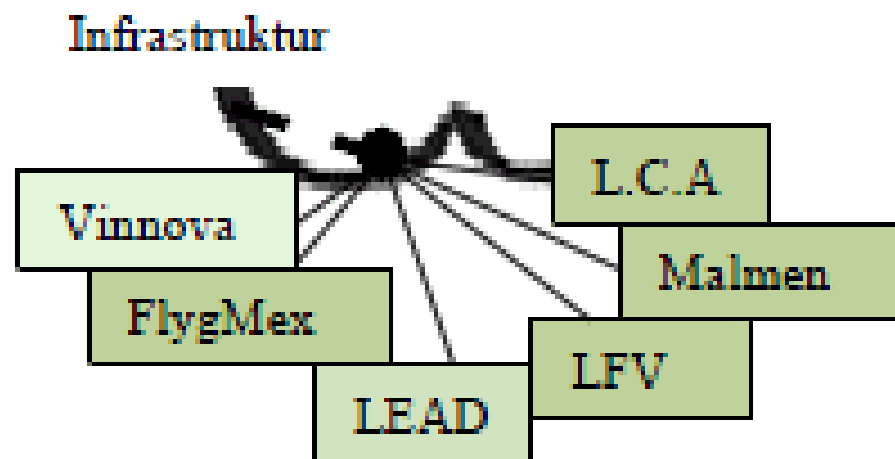 Infrastruktur
L.C.A
Vinnova
Malmen
FlygMex
LFV
LEAD